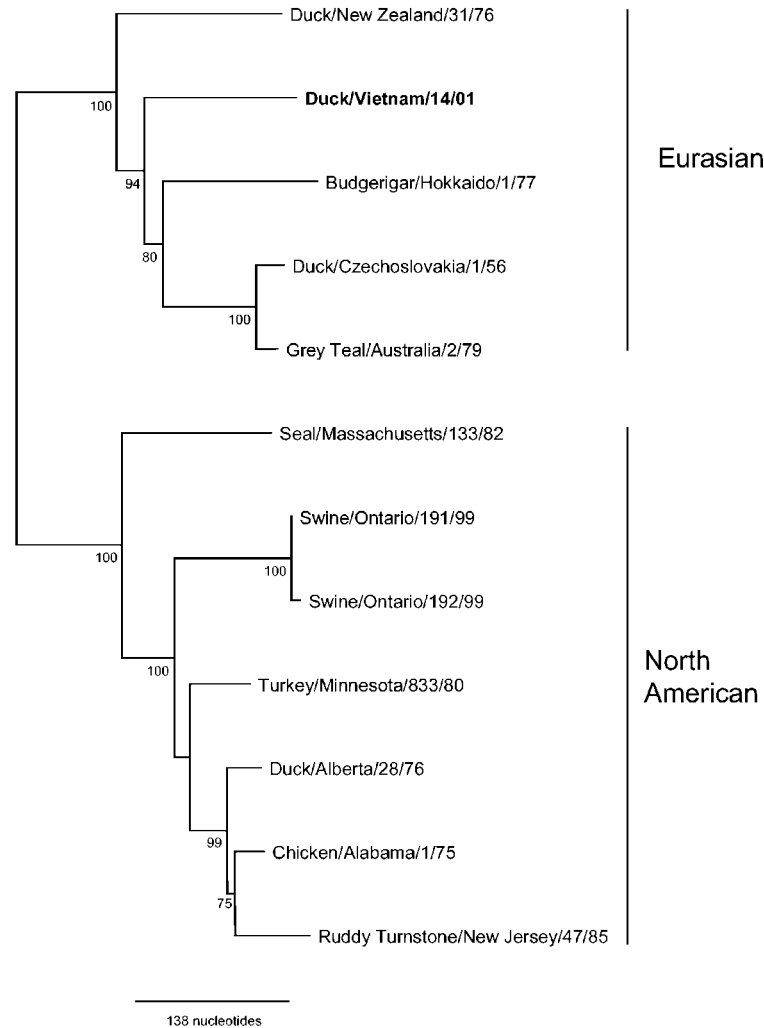 Duck/New Zealand/31/76
100
Duck/Vietnam/14/01
Eurasian
94
Budgerigar/Hokkaido/1/77
80
Duck/Czechoslovakia/1/56
100
Grey Teal/Australia/2/79
Seal/Massachusetts/133/82
Swine/Ontario/191/99
100
100
Swine/Ontario/192/99
100
North
American
Turkey/Minnesota/833/80
Duck/Alberta/28/76
99
Chicken/Alabama/1/75
75
Ruddy Turnstone/New Jersey/47/85
138 nucleotides